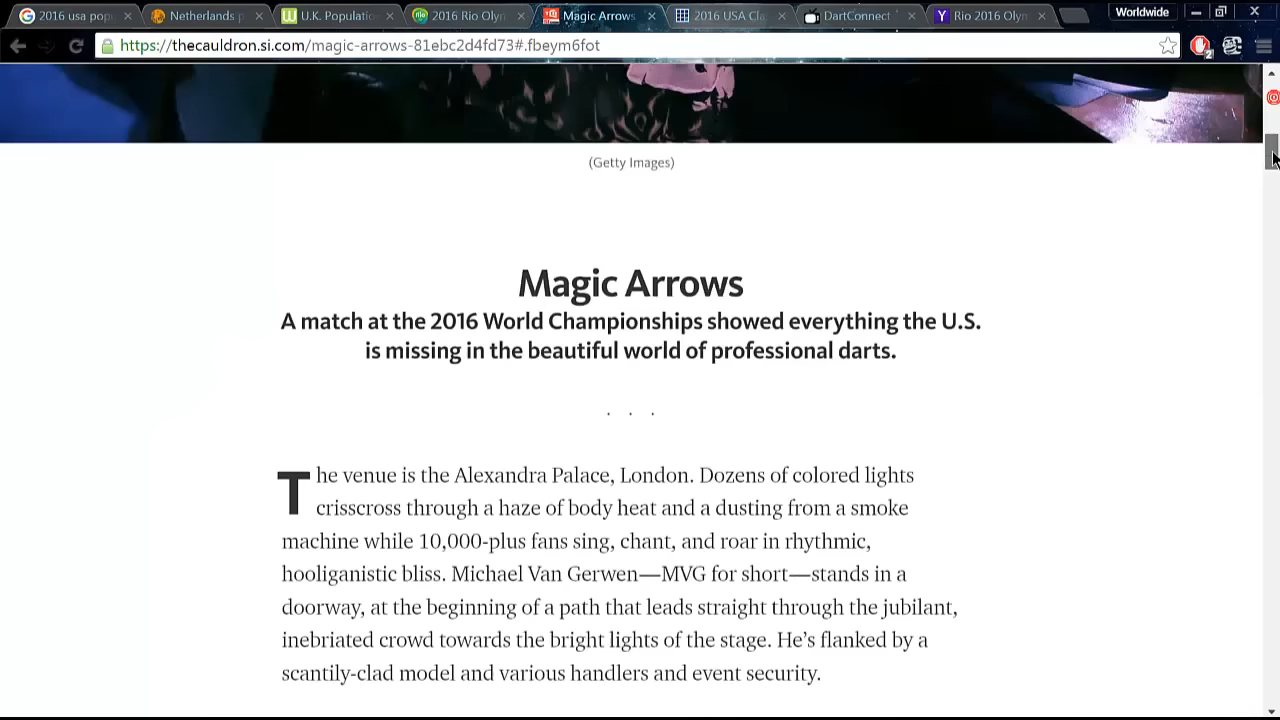 2016 usa pop
Netherlands p
U.K. Populatio
2016 Rio Olyn
Magic Arrows
2016 USA Cla
DartConnect
Rio 2016 Olyn
Worldwide
https://thecauldron.si.com/magic-arrows-81ebc2d4fd73#.fbeym6fot
2
(Getty Images)
Magic Arrows
A match at the 2016 World Championships showed everything the U.S.
is missing in the beautiful world of professional darts.
. . .
The venue is the Alexandra Palace, London. Dozens of colored lights
crisscross through a haze of body heat and a dusting from a smoke
machine while 10,000-plus fans sing, chant, and roar in rhythmic,
hooliganistic bliss. Michael Van Gerwen—MVG for short—stands in a
doorway, at the beginning of a path that leads straight through the jubilant,
inebriated crowd towards the bright lights of the stage. He’s flanked by a
scantily-clad model and various handlers and event security.